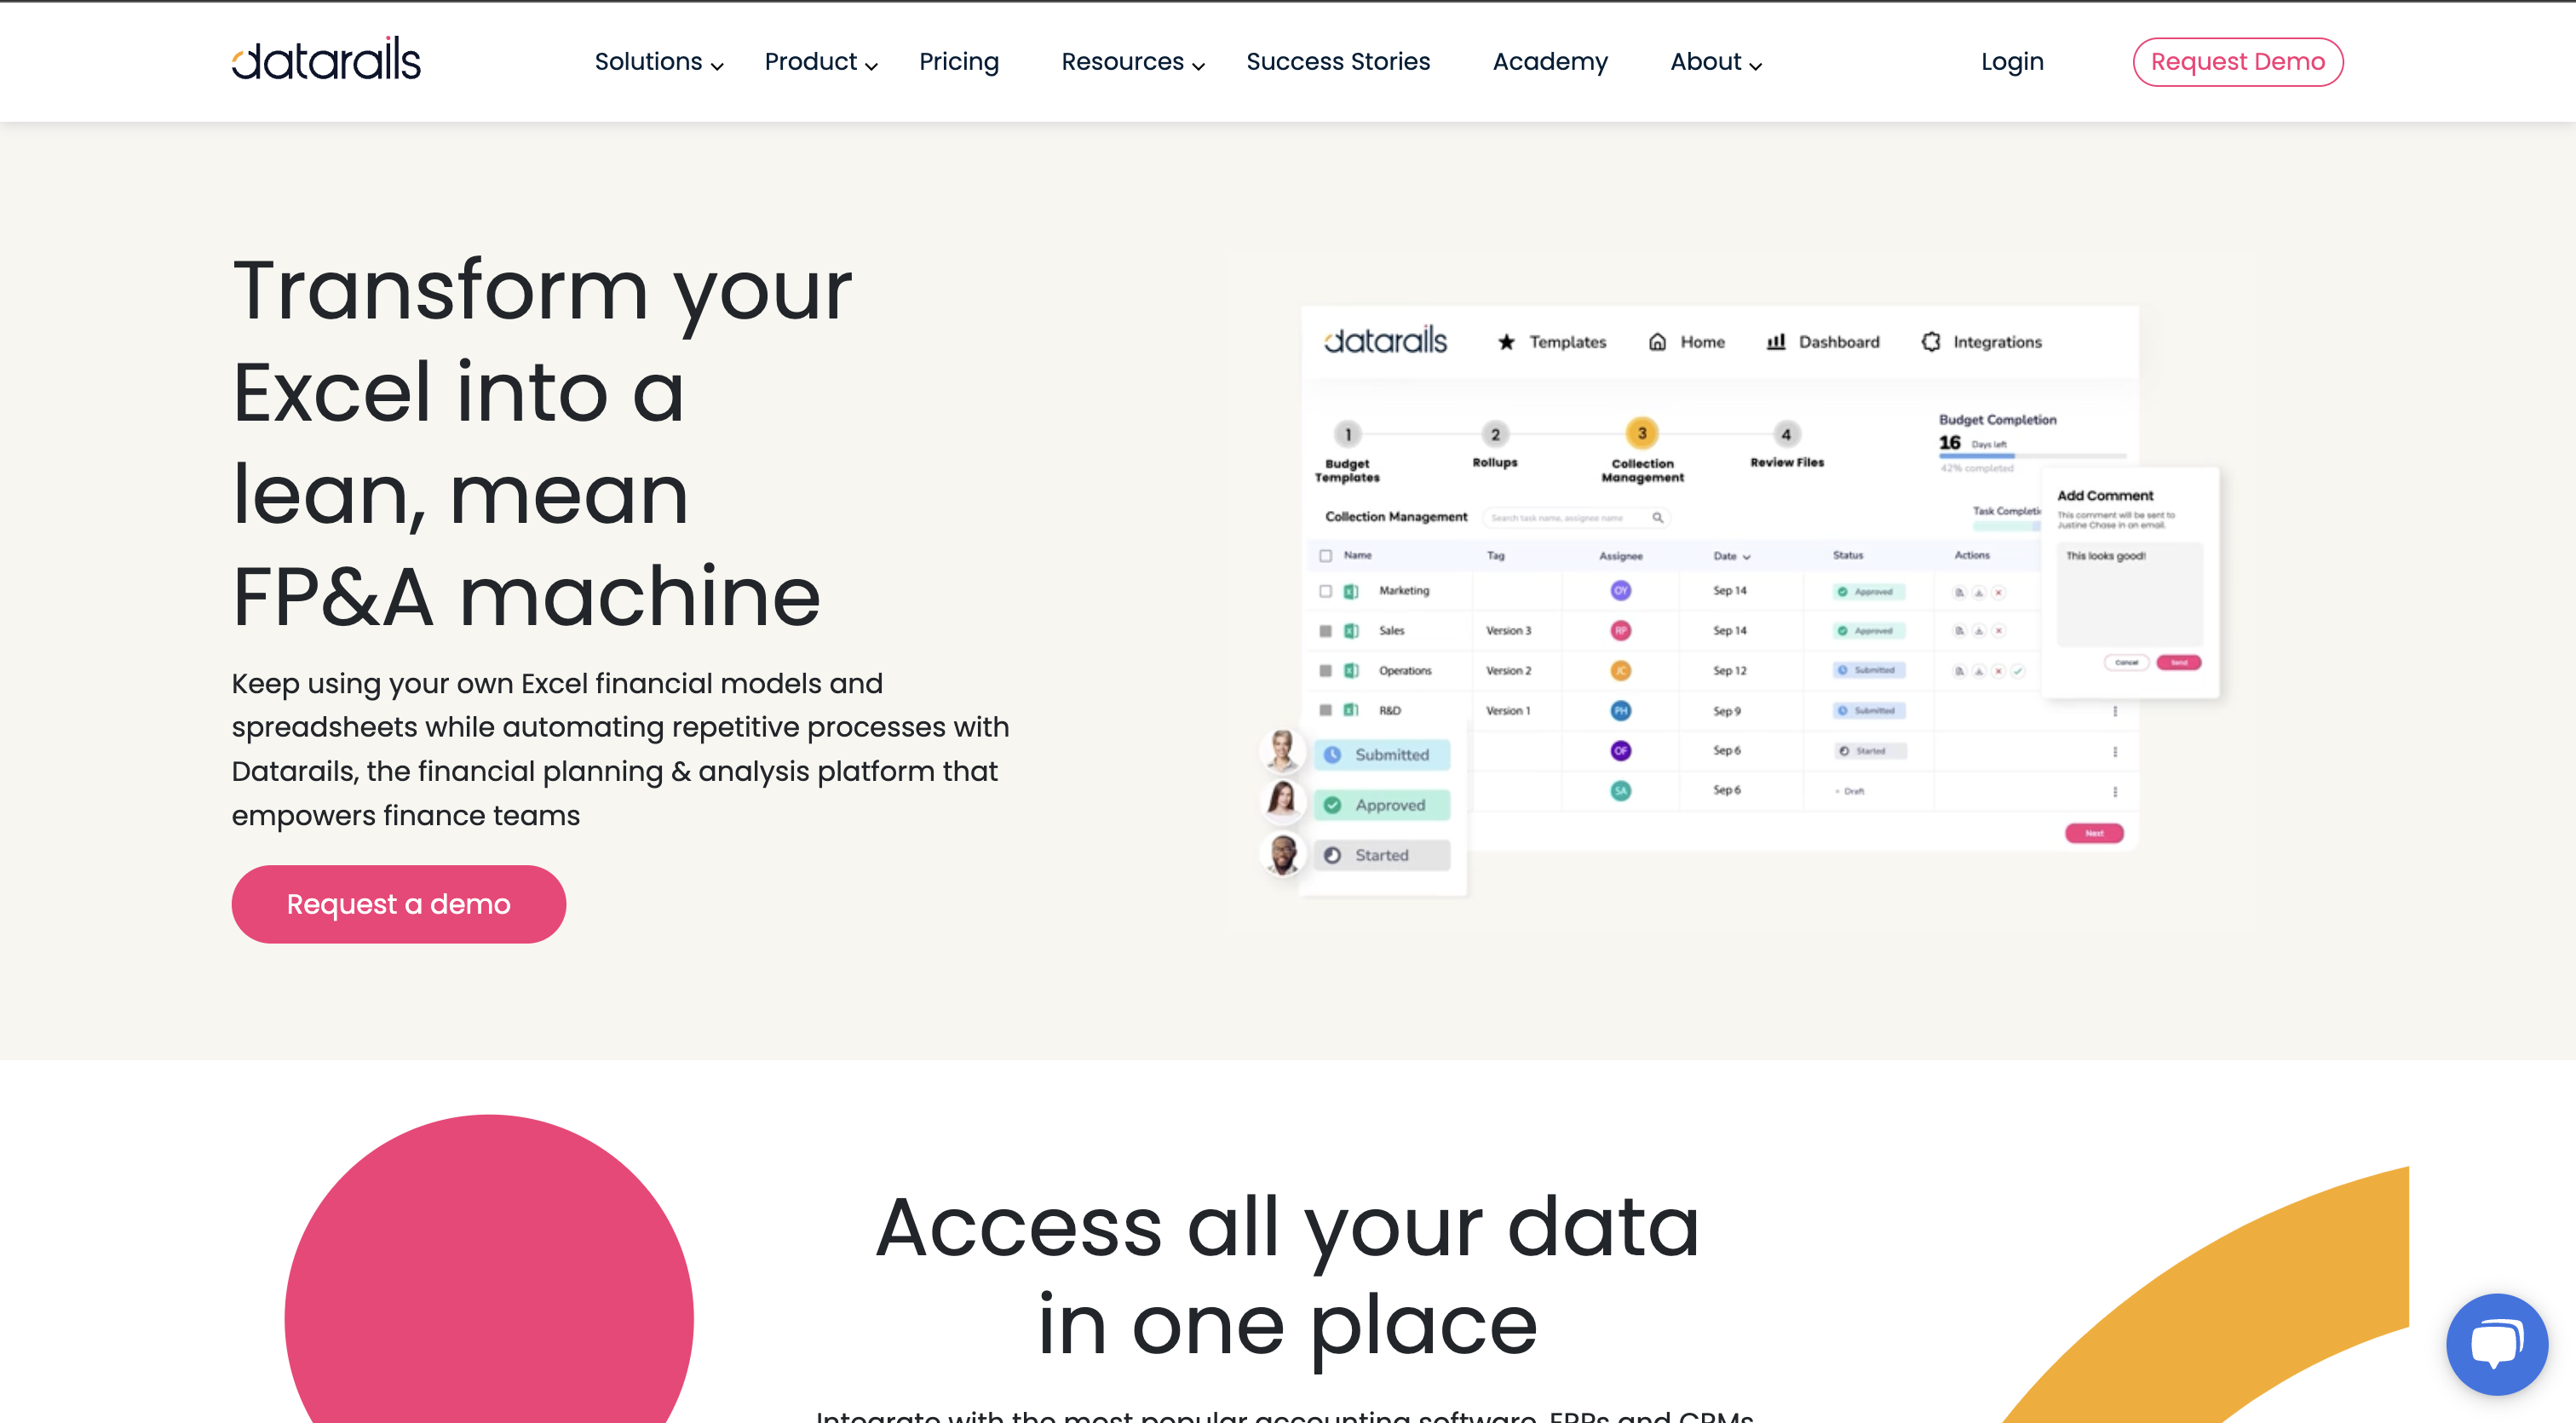 datarails
Solutions
Product
Pricing
Resources
Success Stories
Academy
About
Login
Request Demo
Transform your
Excel into a
lean, mean
FP&A machine
Keep using your own Excel financial models and
spreadsheets while automating repetitive processes with
Datarails, the financial planning & analysis platform that
empowers finance teams
Request a demo
datarails
Templates
Home
Dashboard
Integrations
1
2
3
4
Budget
Templates
Rollups
Collection
Management
Review Files
Budget Completion
16 Days left
42% completed
Collection Management
Search task name, assignee name
Task Completi
Name Tag Assignee Date Status Actions
Marketing OY Sep 14 Approved
Sales Version 3 RP Sep 14 Approved
Operations Version 2 JC Sep 12 Submitted
R&D Version 1 PH Sep 9 Submitted
OF Sep 6 Started
SA Sep 6 Draft
Next
Add Comment
This comment will be sent to
Justine Chase in an email.
This looks good!
Cancel
Send
Submitted
Approved
Started
Access all your data
in one place
Integrate with the most popular accounting software, ERPs and CRMs